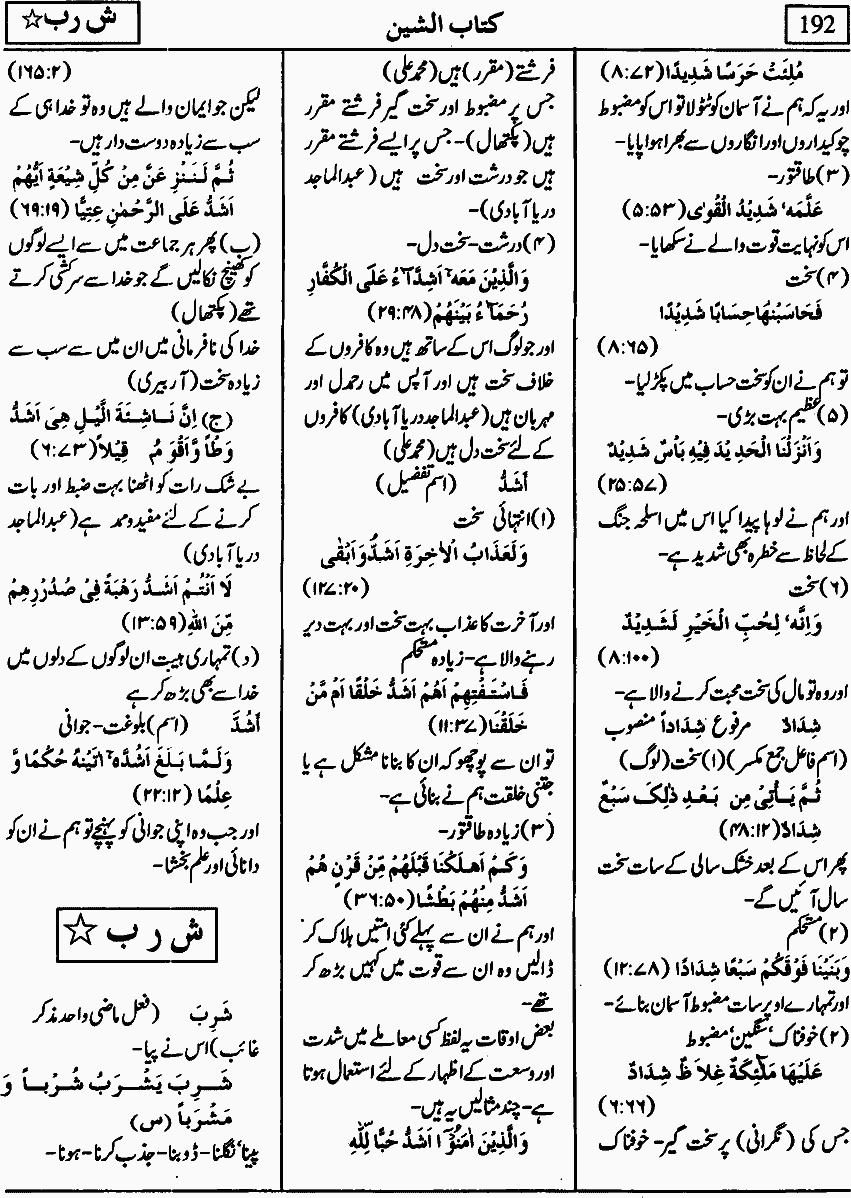 192
كتاب الشين
ش رب ☆
مُلِئَتْ حَرَسًا شَدِيدًا (۸:۷۲)
اور یہ کہ ہم نے آسمان کو ٹٹولا تو اس کو مضبوط
چوکیداروں اور انگاروں سے بھرا ہوا پایا-
(۳) طاقتور-
عَلَّمَه‘ شَدِيْدُ الْقُوٰى (۵:۵۳)
اس کو نہایت قوت والے نے سکھایا-
(۴) سخت
فَحَاسَبْنٰهَا حِسَابًا شَدِيْدًا
(۸:۶۵)
تو ہم نے ان کو سخت حساب میں پکڑ لیا-
(۵) عظیم بہت بڑی-
وَاَنْزَلْنَا الْحَدِيْدَ فِيْهِ بَاْسٌ شَدِيْدٌ
(۲۵:۵۷)
اور ہم نے لوہا پیدا کیا اس میں اسلحہ جنگ
کے لحاظ سے خطرہ بھی شدید ہے-
(۶) سخت
وَاِنَّه‘ لِحُبِّ الْخَيْرِ لَشَدِيْدٌ
(۸:۱۰۰)
اور وہ تو مال کی سخت محبت کرنے والا ہے-
شِدَادٌ مرفوع شِدَاداً منصوب
(اسم فاعل جمع مکسر) (۱) سخت (لوگ)
ثُمَّ يَاْتِىْ مِن بَعْدِ ذٰلِكَ سَبْعٌ
شِدَادٌ (۴۸:۱۲)
پھر اس کے بعد خشک سالی کے سات سخت
سال آئیں گے-
(۲) مستحکم
وَبَنَيْنَا فَوْقَكُمْ سَبْعًا شِدَادًا (۱۲:۷۸)
اور تمہارے اوپر سات مضبوط آسمان بنائے-
(۲) خوفناک‘ سنگین‘ مضبوط
عَلَيْهَا مَلٰٓئِكَةٌ غِلَاظٌ شِدَادٌ
(۶:۶۶)
جس کی (نگرانی) پر سخت گیر- خوفناک
فرشتے (مقرر) ہیں (محمد علی)
جس پر مضبوط اور سخت گیر فرشتے مقرر
ہیں (پکتھال)- جس پر ایسے فرشتے مقرر
ہیں جو درشت اور سخت ہیں (عبدالماجد
دریا آبادی)-
(۴) درشت- سخت دل-
وَالَّذِيْنَ مَعَه‘ٓ اَشِدَّآءُ عَلَى الْكُفَّارِ
رُحَمَآءُ بَيْنَهُمْ (۲۹:۴۸)
اور جو لوگ اس کے ساتھ ہیں وہ کافروں کے
خلاف سخت ہیں اور آپس میں رحمدل اور
مہربان ہیں (عبدالماجد دریا آبادی) کافروں
کے لئے سخت دل ہیں (محمد علی)
اَشَدُّ (اسم تفضیل)
(۱) انتہائی سخت
وَلَعَذَابُ الْاٰخِرَةِ اَشَدُّ وَاَبْقٰى
(۱۲۷:۲۰)
اور آخرت کا عذاب بہت سخت اور بہت دیر
رہنے والا ہے- زیادہ مستحکم
فَاسْتَفْتِهِمْ اَهُمْ اَشَدُّ خَلْقًا اَمْ مَّنْ
خَلَقْنَا (۱۱:۳۷)
تو ان سے پوچھو کہ ان کا بنانا مشکل ہے یا
جتنی خلقت ہم نے بنائی ہے-
(۳) زیادہ طاقتور-
وَكَمْ اَهْلَكْنَا قَبْلَهُمْ مِّنْ قَرْنٍ هُمْ
اَشَدُّ مِنْهُمْ بَطْشًا (۳۶:۵۰)
اور ہم نے ان سے پہلے کئی امتیں ہلاک کر
ڈالیں وہ ان سے قوت میں کہیں بڑھ کر
تھے-
بعض اوقات یہ لفظ کسی معاملے میں شدت
اور وسعت کے اظہار کے لئے استعمال ہوتا
ہے- چند مثالیں یہ ہیں-
وَالَّذِيْنَ اٰمَنُوْٓا اَشَدُّ حُبًّا لِّلّٰهِ
(۱۶۵:۲)
لیکن جو ایمان والے ہیں وہ تو خدا ہی کے
سب سے زیادہ دوست دار ہیں-
ثُمَّ لَنَنْزِعَنَّ مِنْ كُلِّ شِيْعَةٍ اَيُّهُمْ
اَشَدُّ عَلَى الرَّحْمٰنِ عِتِيًّا (۶۹:۱۹)
(ب) پھر ہر جماعت میں سے ایسے لوگوں
کو کھینچ نکالیں گے جو خدا سے سرکشی کرتے
تھے (پکتھال)
خدا کی نافرمانی میں ان میں سے سب سے
زیادہ سخت (آربیری)
(ج) اِنَّ نَاشِئَةَ الَّيْلِ هِىَ اَشَدُّ
وَطْاً وَّاَقْوَمُ قِيْلاً (۶:۷۳)
بے شک رات کو اٹھنا بہت ضبط اور بات
کرنے کے لئے مفید و ممد ہے (عبدالماجد
دریا آبادی)
لَا اَنْتُمْ اَشَدُّ رَهْبَةً فِىْ صُدُوْرِهِمْ
مِّنَ اللهِ (۱۳:۵۹)
(د) تمہاری ہیبت ان لوگوں کے دلوں میں
خدا سے بھی بڑھ کر ہے
اَشُدَّ (اسم) بلوغت- جوانی
وَلَمَّا بَلَغَ اَشُدَّه‘ٓ اٰتَيْنٰهُ حُكْمًا وَّ
عِلْمًا (۲۲:۱۲)
اور جب وہ اپنی جوانی کو پہنچے تو ہم نے ان کو
دانائی اور علم بخشا-
ش ر ب ☆
شَرِبَ (فعل ماضی واحد مذکر
غائب) اس نے پیا-
شَرِبَ يَشْرَبُ شُرْباً وَ
مَشْرَباً (س)
پینا‘ نگلنا- ڈوبنا- جذب کرنا- ہونا-